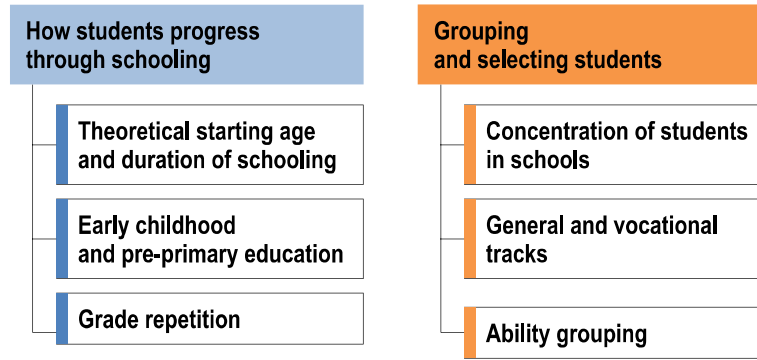 How students progress
through schooling
Theoretical starting age
and duration of schooling
Early childhood
and pre-primary education
Grade repetition
Grouping
and selecting students
Concentration of students
in schools
General and vocational
tracks
Ability grouping